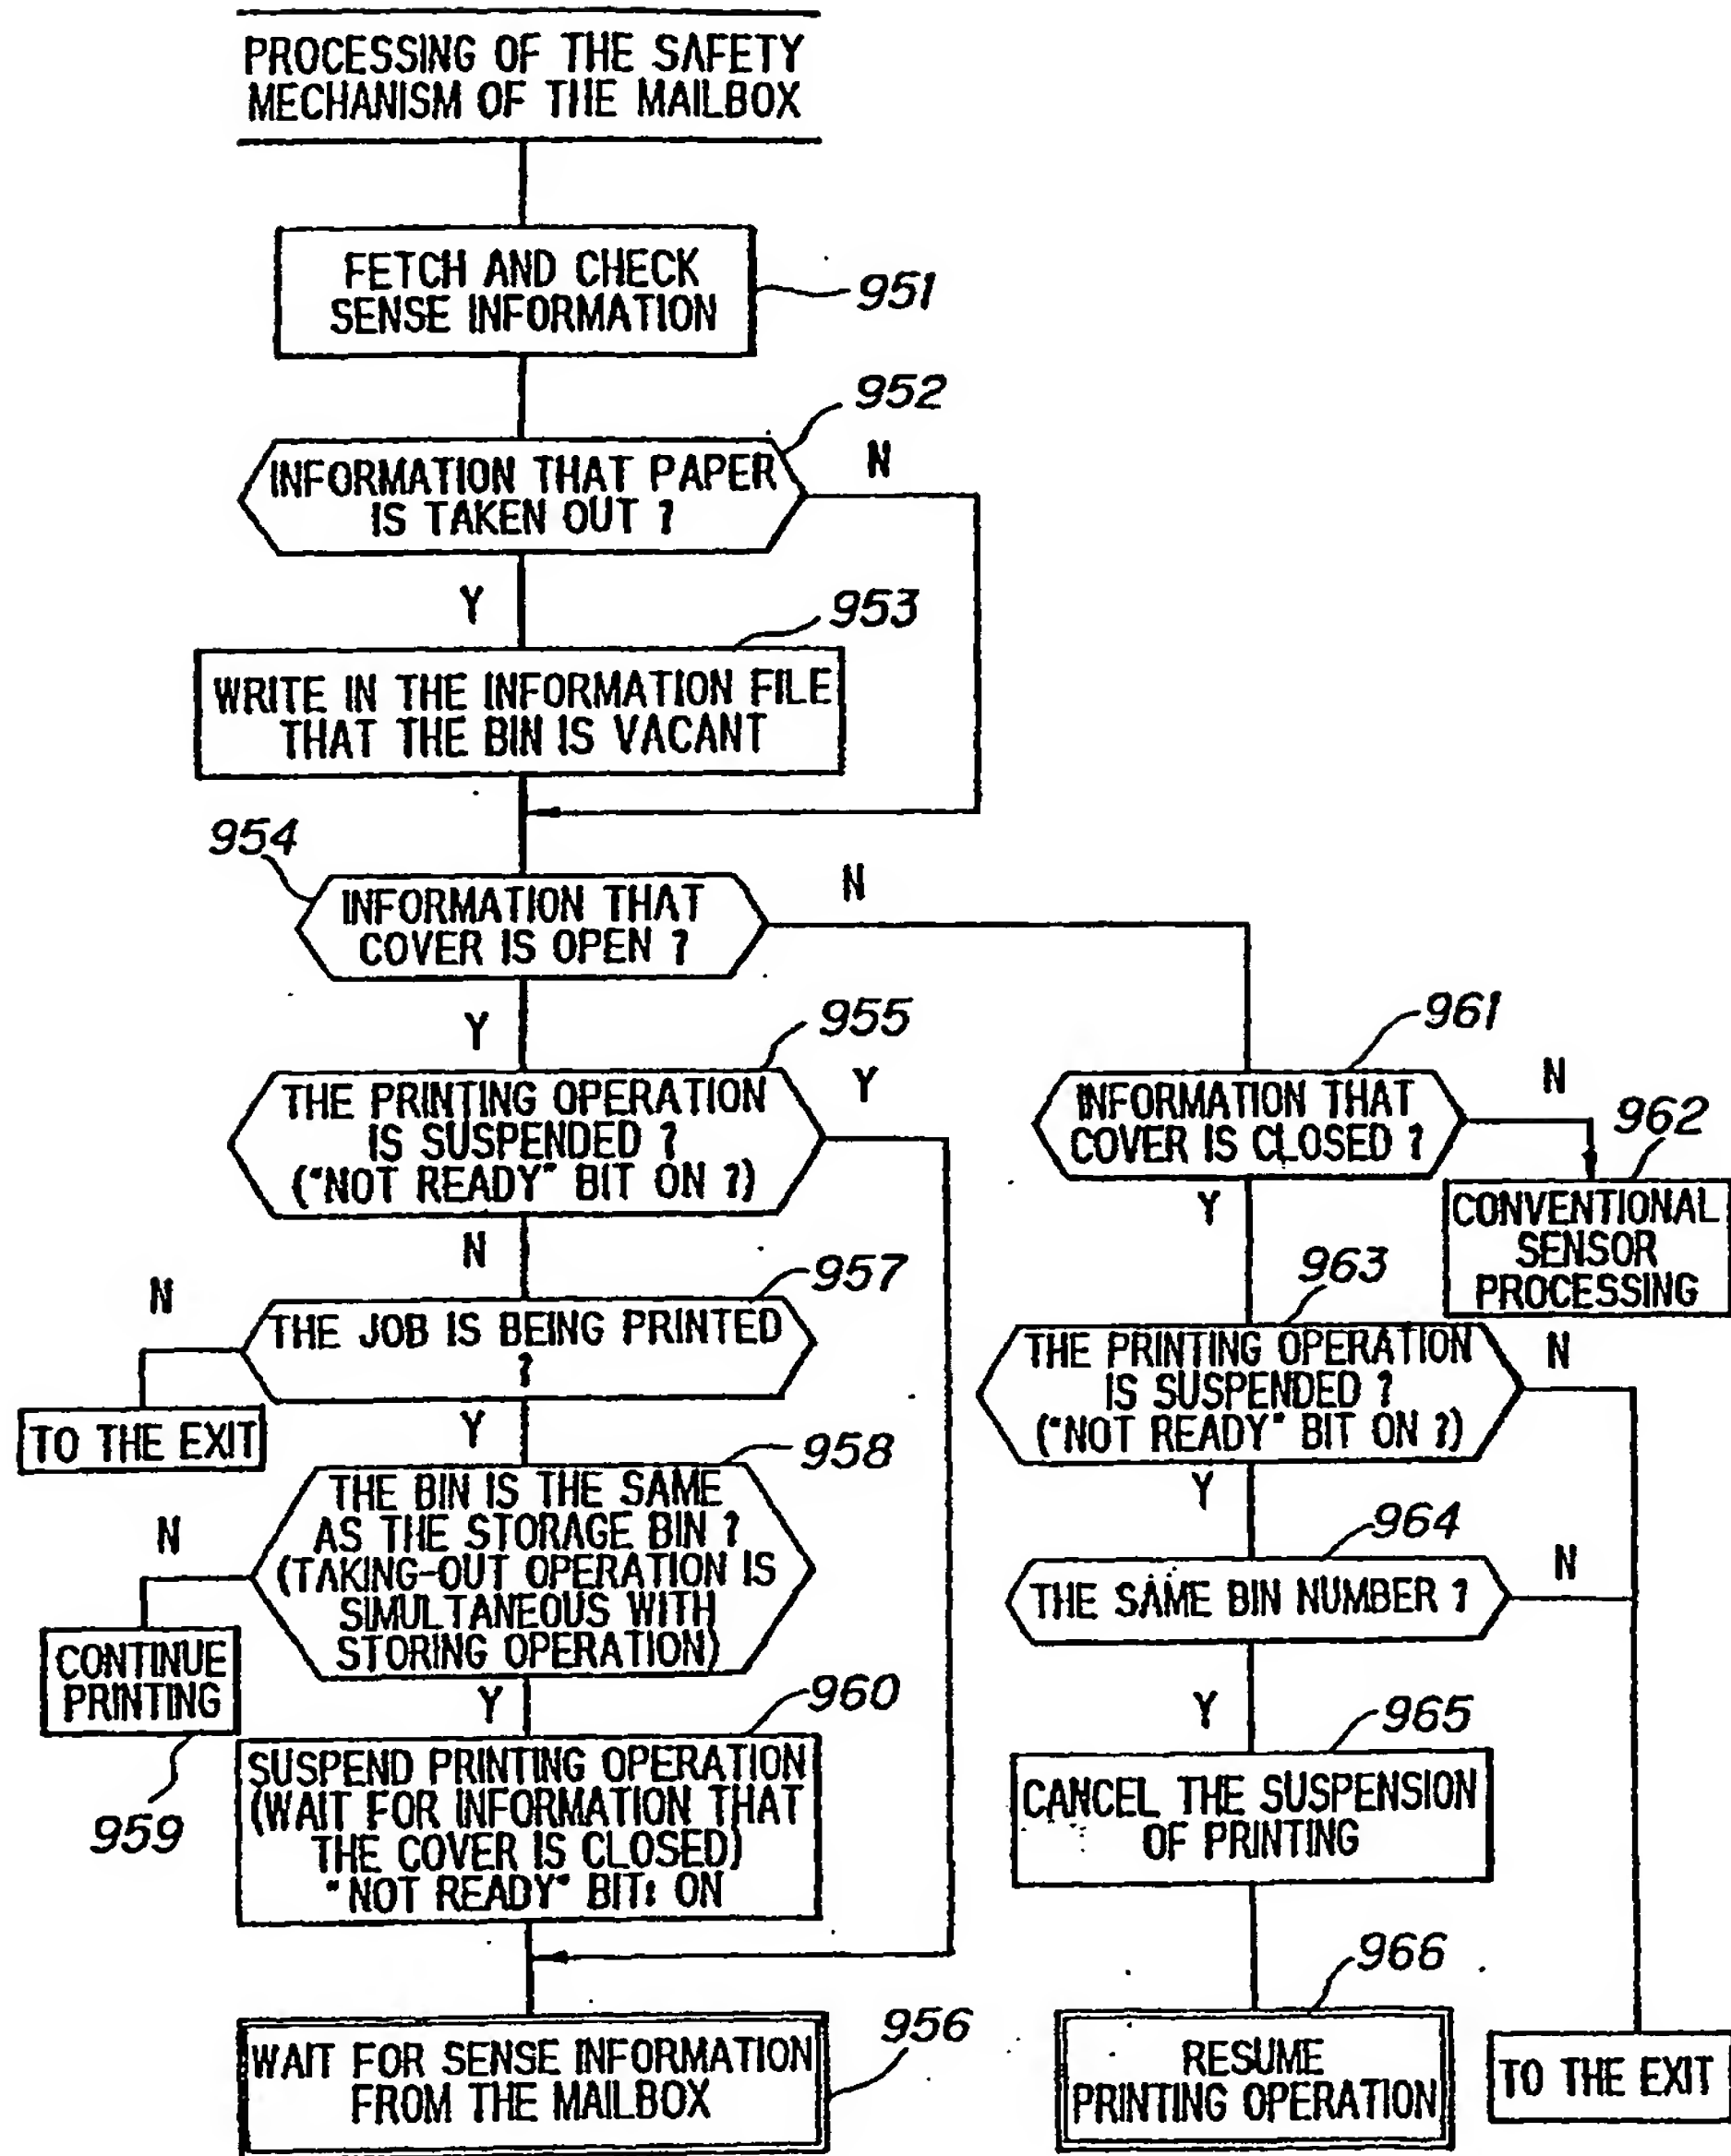 PROCESSING OF THE SAFETY
MECHANISM OF THE MAILBOX
FETCH AND CHECK
SENSE INFORMATION
951
952
INFORMATION THAT PAPER
IS TAKEN OUT ?
N
Y
953
WRITE IN THE INFORMATION FILE
THAT THE BIN IS VACANT
954
INFORMATION THAT
COVER IS OPEN ?
N
Y
955
THE PRINTING OPERATION
IS SUSPENDED ?
("NOT READY" BIT ON ?)
Y
N
957
THE JOB IS BEING PRINTED
?
N
TO THE EXIT
Y
958
THE BIN IS THE SAME
AS THE STORAGE BIN ?
(TAKING-OUT OPERATION IS
SIMULTANEOUS WITH
STORING OPERATION)
N
CONTINUE
PRINTING
959
Y
960
SUSPEND PRINTING OPERATION
(WAIT FOR INFORMATION THAT
THE COVER IS CLOSED)
"NOT READY" BIT: ON
956
WAIT FOR SENSE INFORMATION
FROM THE MAILBOX
961
INFORMATION THAT
COVER IS CLOSED ?
N
962
CONVENTIONAL
SENSOR
PROCESSING
Y
963
THE PRINTING OPERATION
IS SUSPENDED ?
("NOT READY" BIT ON ?)
N
Y
964
THE SAME BIN NUMBER ?
N
Y
965
CANCEL THE SUSPENSION
OF PRINTING
966
RESUME
PRINTING OPERATION
TO THE EXIT